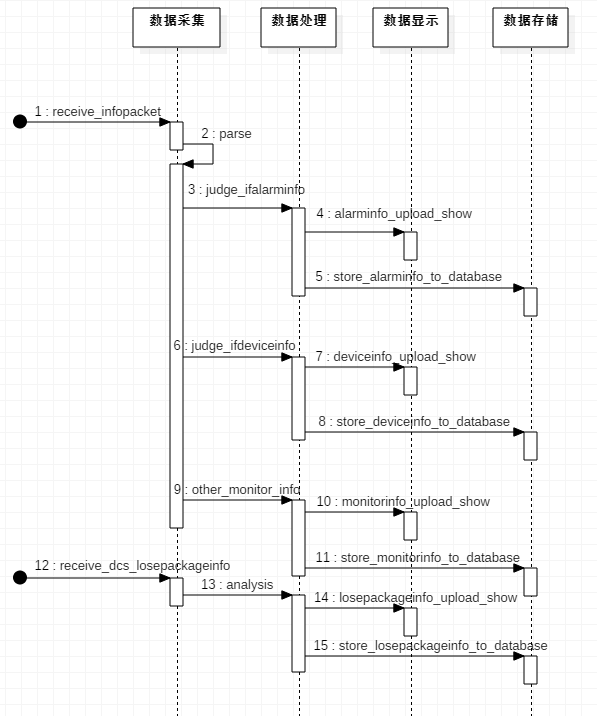 数据采集
数据处理
数据显示
数据存储
1 : receive_infopacket
2 : parse
3 : judge_ifalarminfo
4 : alarminfo_upload_show
5 : store_alarminfo_to_database
6 : judge_ifdeviceinfo
7 : deviceinfo_upload_show
8 : store_deviceinfo_to_database
9 : other_monitor_info
10 : monitorinfo_upload_show
11 : store_monitorinfo_to_database
12 : receive_dcs_losepackageinfo
13 : analysis
14 : losepackageinfo_upload_show
15 : store_losepackageinfo_to_database